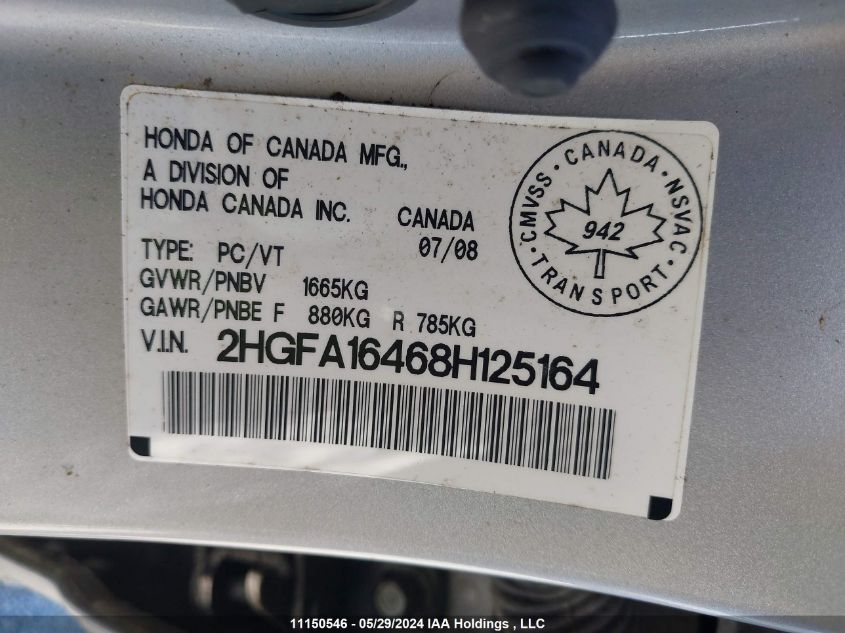 HONDA OF CANADA MFG.,
A DIVISION OF
HONDA CANADA INC. CANADA
TYPE: PC/VT 07/08
GVWR/PNBV 1665KG
GAWR/PNBE F 880KG R 785KG
V.I.N. 2HGFA16468H125164
CMVSS · CANADA · NSVAC
942
· TRANSPORT ·
11150546 - 05/29/2024 IAA Holdings , LLC